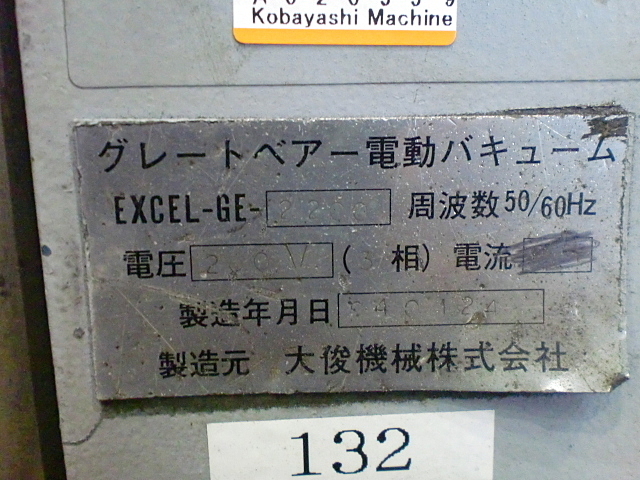 Kobayashi Machine
グレートベアー電動バキューム
EXCEL-GE- 周波数50/60Hz
電圧 (3相) 電流
製造年月日 940124
製造元 大俊機械株式会社
132